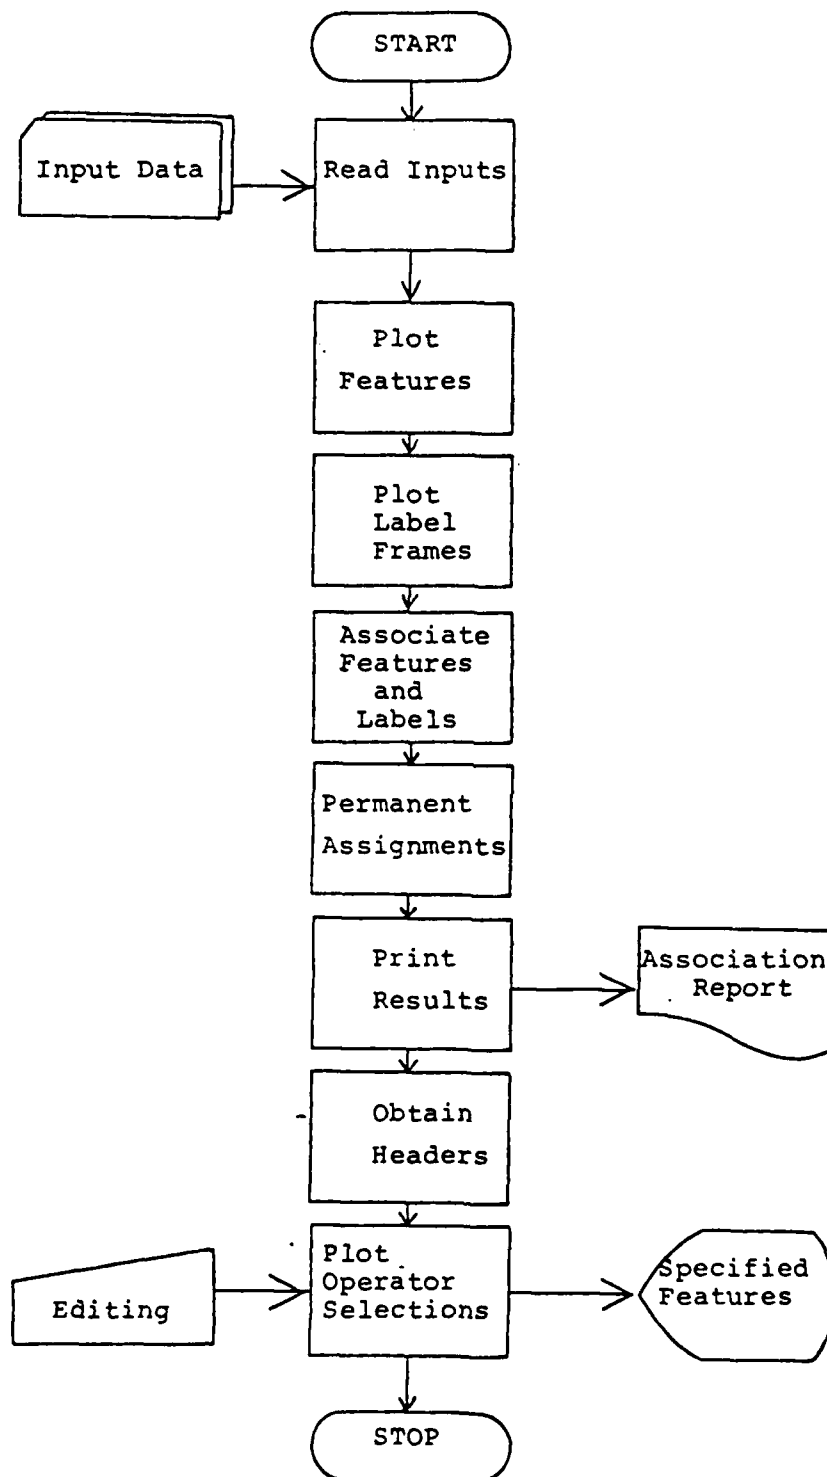 START
Input Data
Read Inputs
Plot
Features
Plot
Label
Frames
Associate
Features
and
Labels
Permanent
Assignments
Print
Results
Association
Report
Obtain
Headers
Editing
Plot
Operator
Selections
Specified
Features
STOP